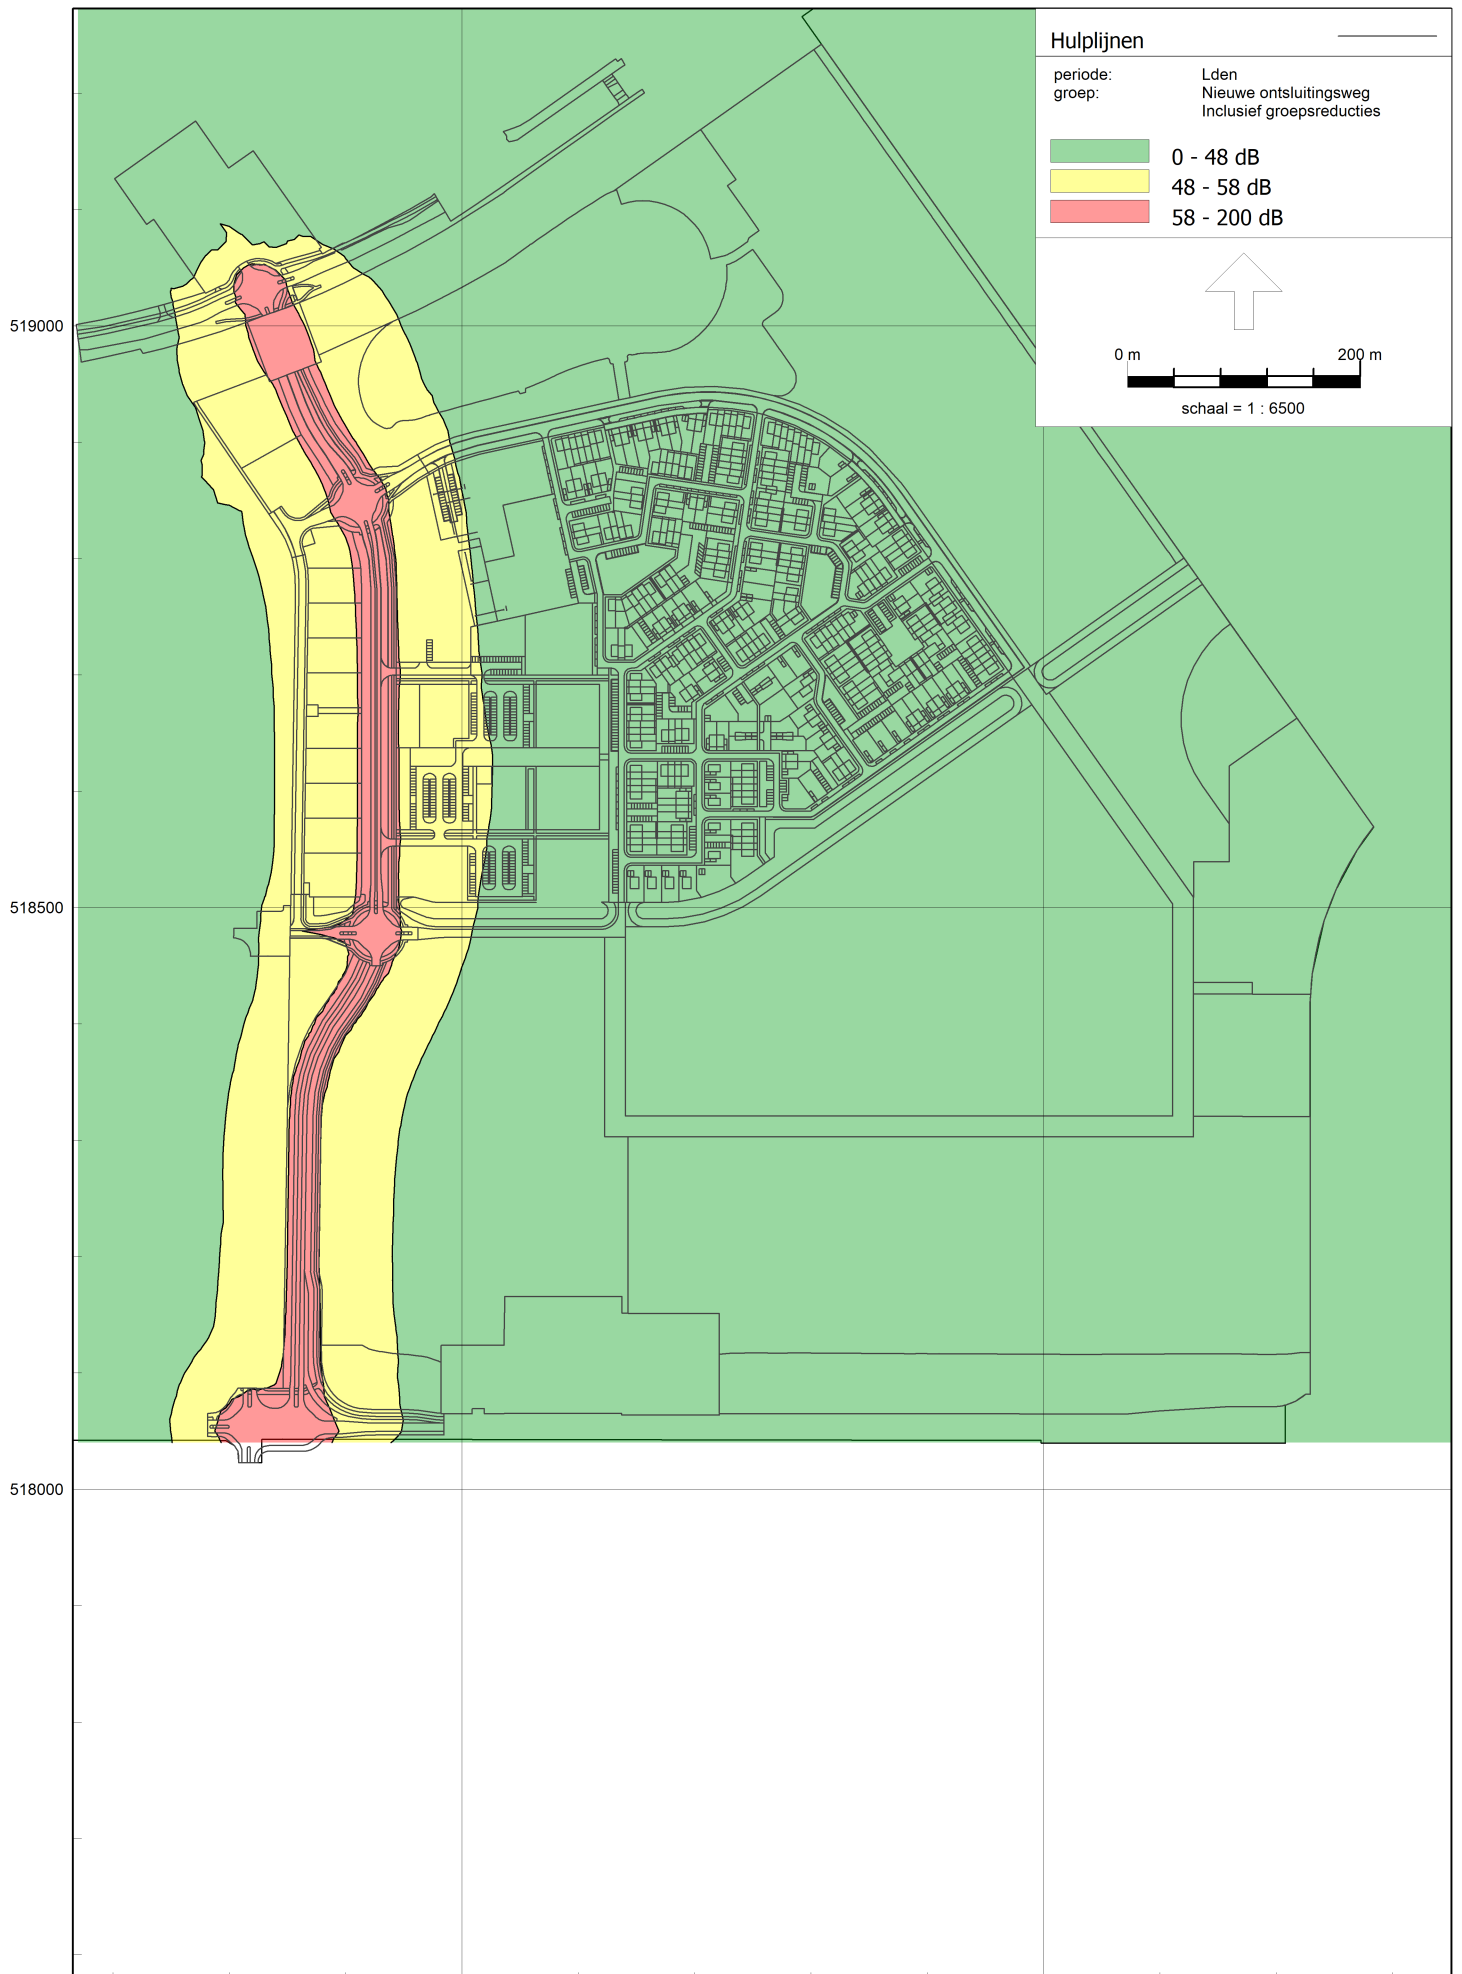 Hulplijnen
periode: Lden
groep: Nieuwe ontsluitingsweg
Inclusief groepsreducties
0 - 48 dB
48 - 58 dB
58 - 200 dB
0 m 200 m
schaal = 1 : 6500
519000
518500
518000